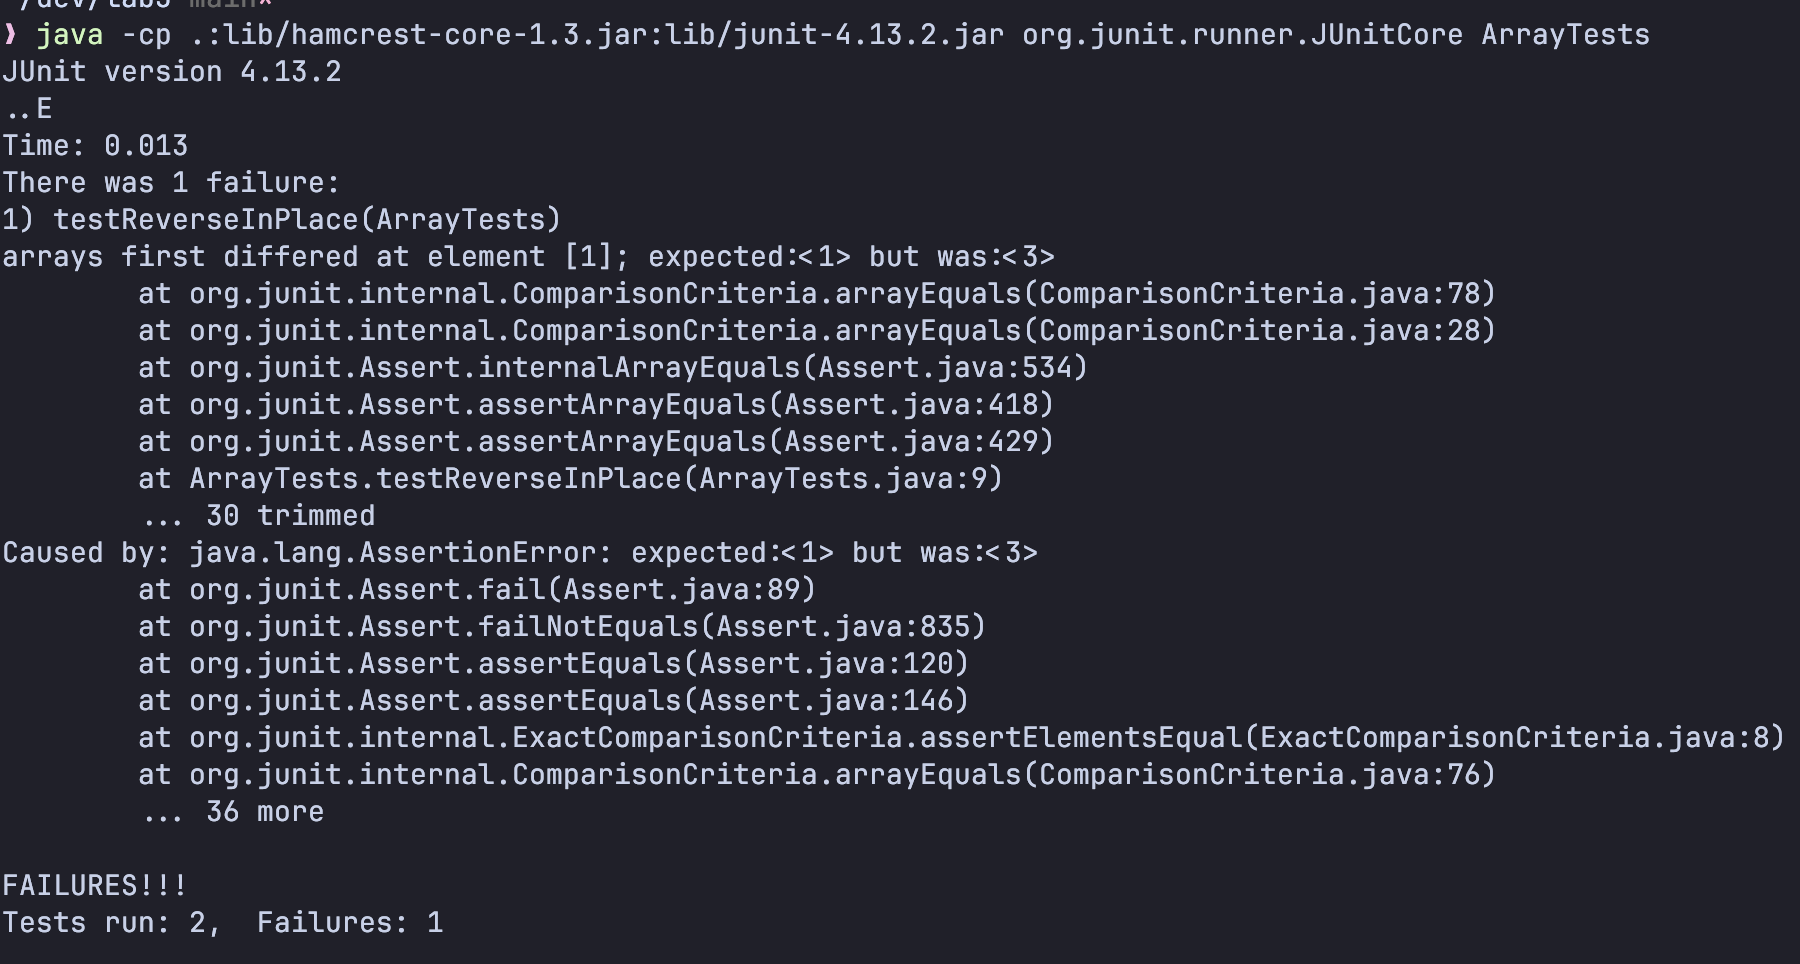 ~/dev/lab3 main*
❯ java -cp .:lib/hamcrest-core-1.3.jar:lib/junit-4.13.2.jar org.junit.runner.JUnitCore ArrayTests
JUnit version 4.13.2
..E
Time: 0.013
There was 1 failure:
1) testReverseInPlace(ArrayTests)
arrays first differed at element [1]; expected:<1> but was:<3>
        at org.junit.internal.ComparisonCriteria.arrayEquals(ComparisonCriteria.java:78)
        at org.junit.internal.ComparisonCriteria.arrayEquals(ComparisonCriteria.java:28)
        at org.junit.Assert.internalArrayEquals(Assert.java:534)
        at org.junit.Assert.assertArrayEquals(Assert.java:418)
        at org.junit.Assert.assertArrayEquals(Assert.java:429)
        at ArrayTests.testReverseInPlace(ArrayTests.java:9)
        ... 30 trimmed
Caused by: java.lang.AssertionError: expected:<1> but was:<3>
        at org.junit.Assert.fail(Assert.java:89)
        at org.junit.Assert.failNotEquals(Assert.java:835)
        at org.junit.Assert.assertEquals(Assert.java:120)
        at org.junit.Assert.assertEquals(Assert.java:146)
        at org.junit.internal.ExactComparisonCriteria.assertElementsEqual(ExactComparisonCriteria.java:8)
        at org.junit.internal.ComparisonCriteria.arrayEquals(ComparisonCriteria.java:76)
        ... 36 more

FAILURES!!!
Tests run: 2,  Failures: 1